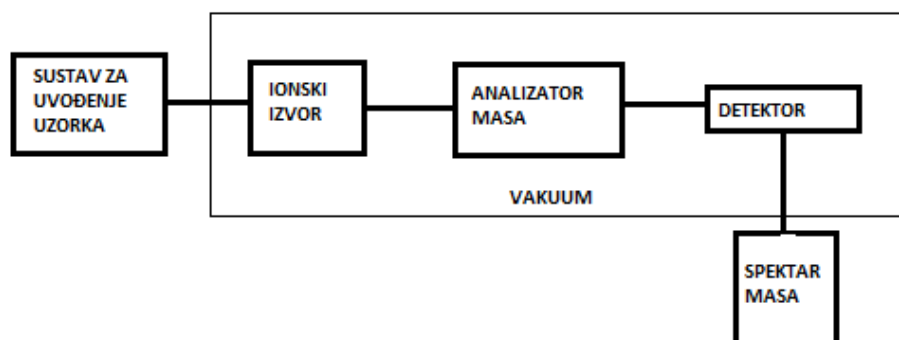 SUSTAV ZA
UVOĐENJE
UZORKA
IONSKI
IZVOR
ANALIZATOR
MASA
DETEKTOR
VAKUUM
SPEKTAR
MASA